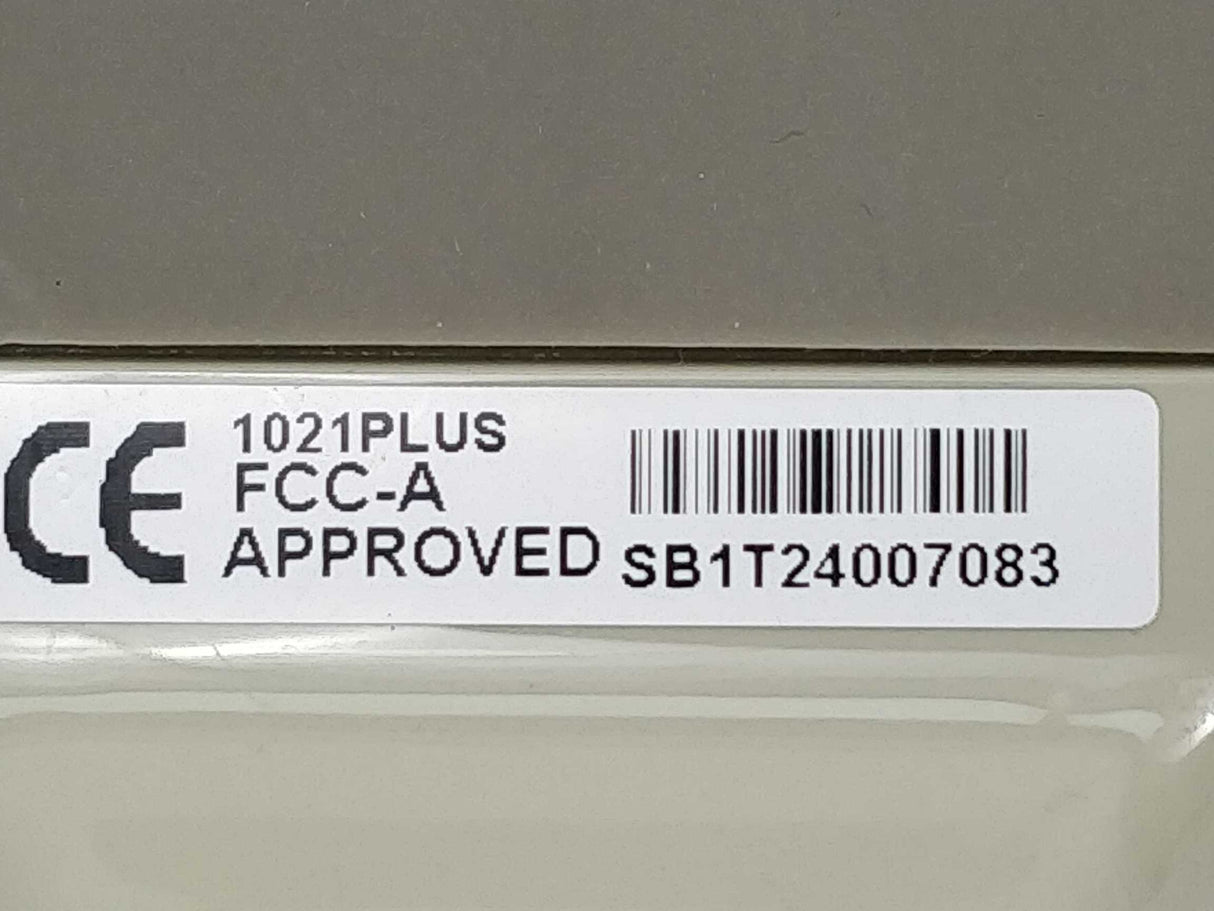 CE
1021PLUS
FCC-A
APPROVED
SB1T24007083